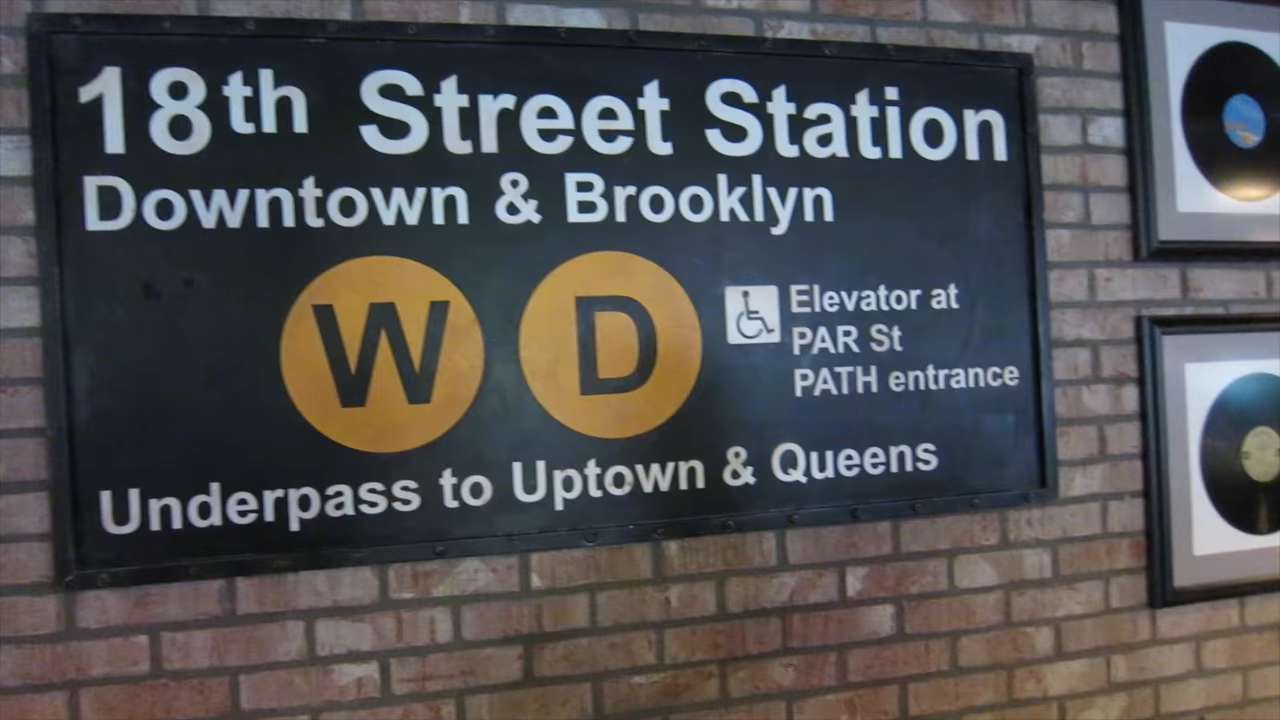 18th Street Station
Downtown & Brooklyn
W D
Elevator at
PAR St
PATH entrance
Underpass to Uptown & Queens